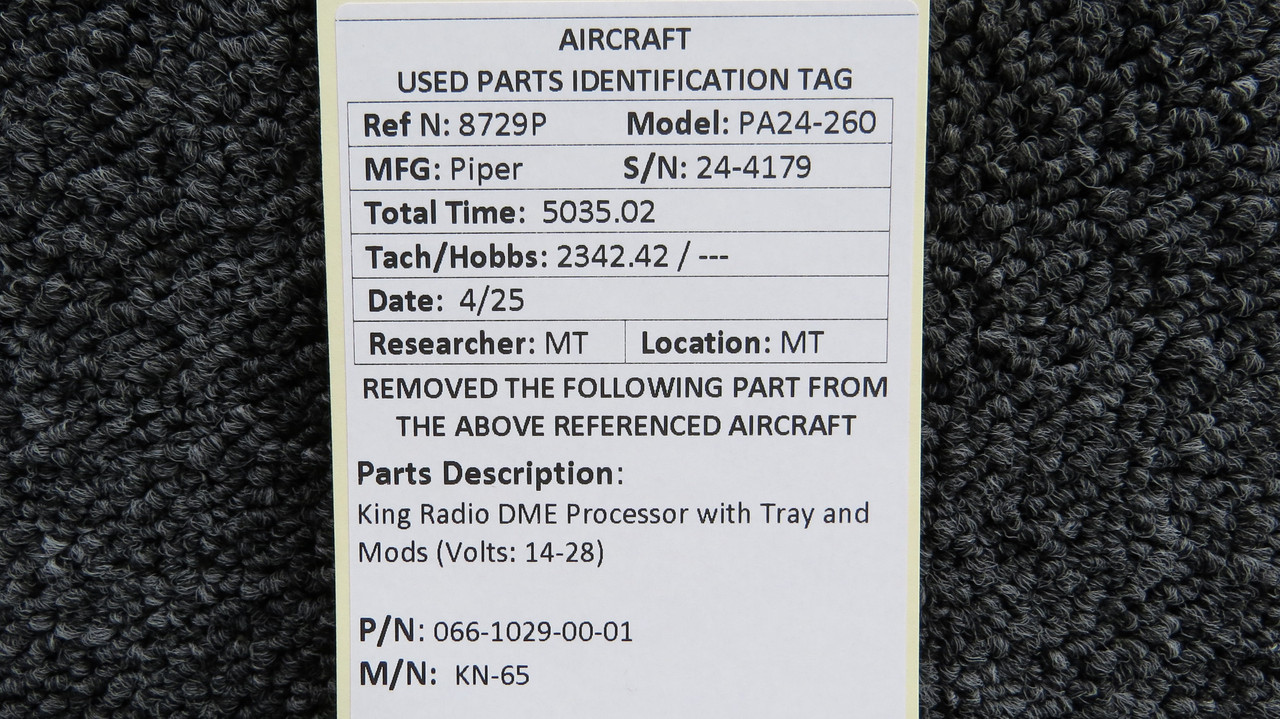 AIRCRAFT
USED PARTS IDENTIFICATION TAG
Ref N: 8729P Model: PA24-260
MFG: Piper S/N: 24-4179
Total Time: 5035.02
Tach/Hobbs: 2342.42 / ---
Date: 4/25
Researcher: MT Location: MT
REMOVED THE FOLLOWING PART FROM
THE ABOVE REFERENCED AIRCRAFT
Parts Description:
King Radio DME Processor with Tray and
Mods (Volts: 14-28)
P/N: 066-1029-00-01
M/N: KN-65